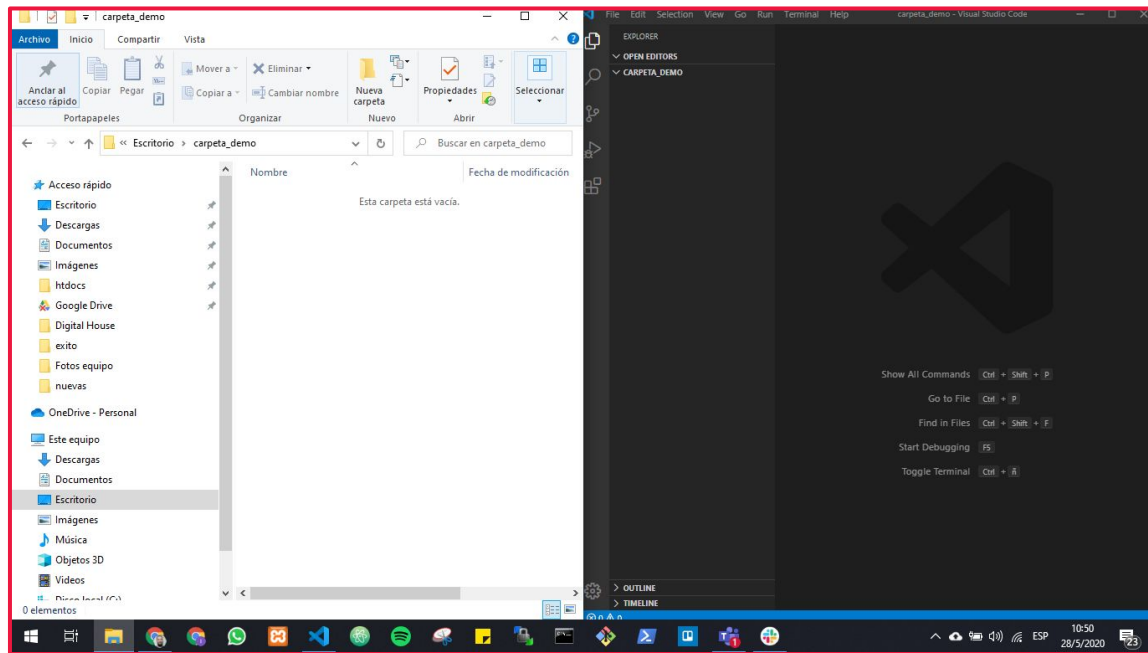 carpeta_demo
Archivo Inicio Compartir Vista
Anclar al acceso rápido
Copiar
Pegar
Mover a
Copiar a
Eliminar
Cambiar nombre
Nueva carpeta
Propiedades
Seleccionar
Portapapeles Organizar Nuevo Abrir
« Escritorio > carpeta_demo
Buscar en carpeta_demo
Nombre Fecha de modificación
Esta carpeta está vacía.
Acceso rápido
Escritorio
Descargas
Documentos
Imágenes
htdocs
Google Drive
Digital House
exito
Fotos equipo
nuevas
OneDrive - Personal
Este equipo
Descargas
Documentos
Escritorio
Imágenes
Música
Objetos 3D
Videos
Disco local (C:)
0 elementos
File Edit Selection View Go Run Terminal Help carpeta_demo - Visual Studio Code
EXPLORER
OPEN EDITORS
CARPETA_DEMO
Show All Commands Ctrl + Shift + P
Go to File Ctrl + P
Find in Files Ctrl + Shift + F
Start Debugging F5
Toggle Terminal Ctrl + ñ
OUTLINE
TIMELINE
0 0
ESP
10:50
28/5/2020
23